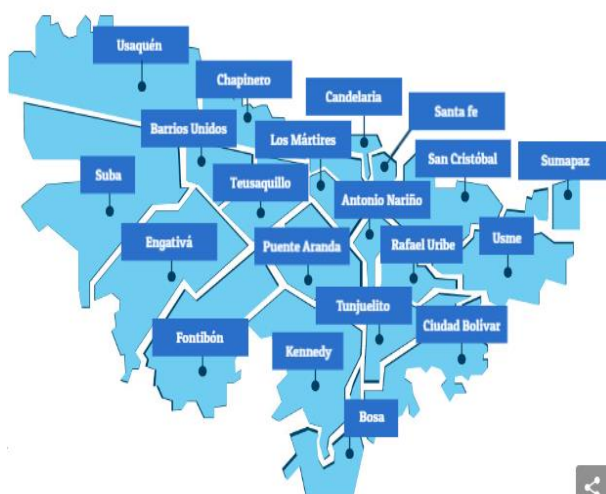 Usaquén
Chapinero
Candelaria
Santa fe
Barrios Unidos
Los Mártires
San Cristóbal
Sumapaz
Suba
Teusaquillo
Antonio Nariño
Engativá
Puente Aranda
Rafael Uribe
Usme
Tunjuelito
Fontibón
Kennedy
Ciudad Bolívar
Bosa